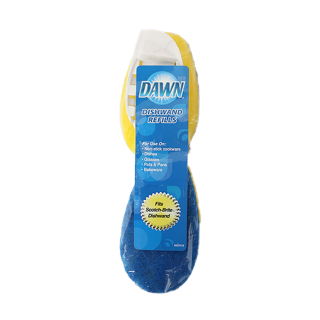 DAWN
DISHWAND
REFILLS
For Use On:
• Non-stick cookware
• Dishes
• Glasses
• Pots & Pans
• Bakeware
Fits
Scotch-Brite
Dishwand